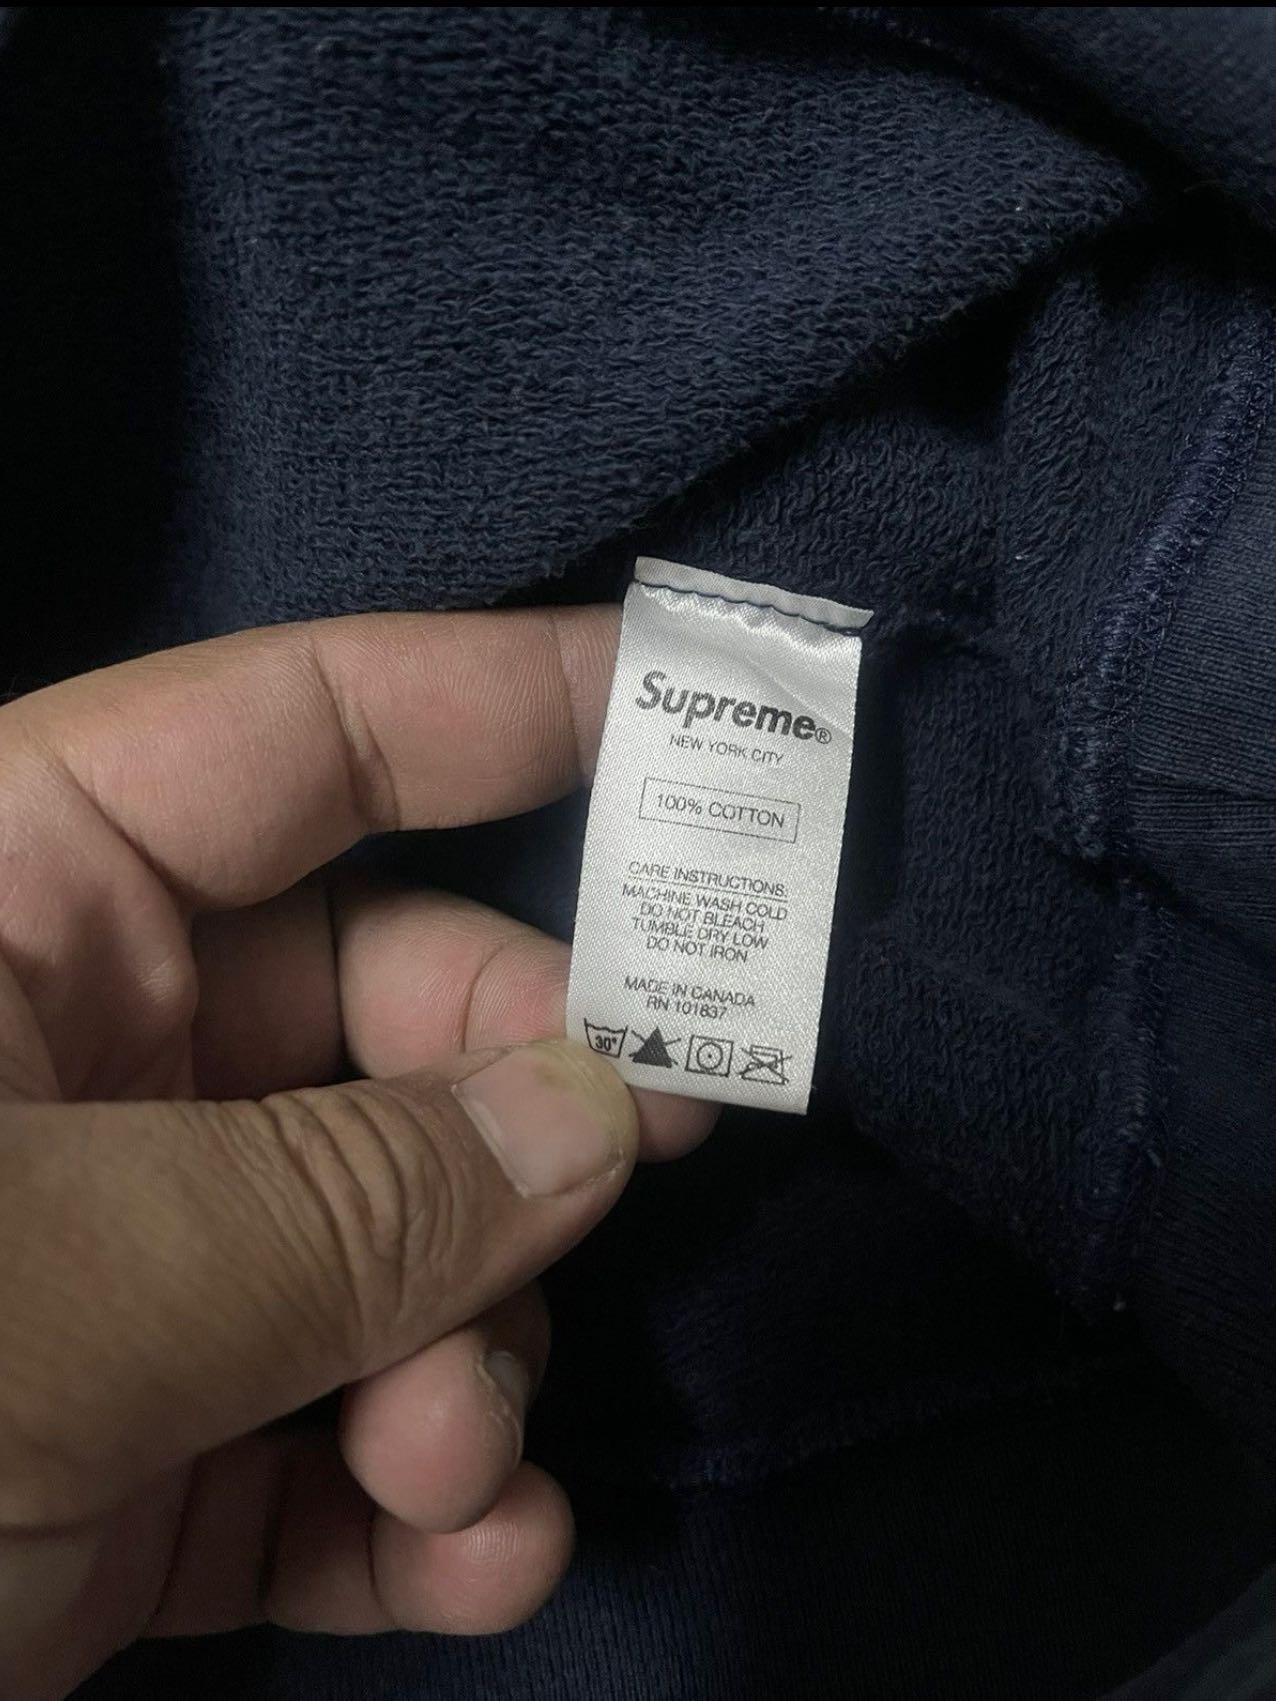 Supreme®
NEW YORK CITY
100% COTTON
CARE INSTRUCTIONS:
MACHINE WASH COLD
DO NOT BLEACH
TUMBLE DRY LOW
DO NOT IRON
MADE IN CANADA
RN 101837
30°